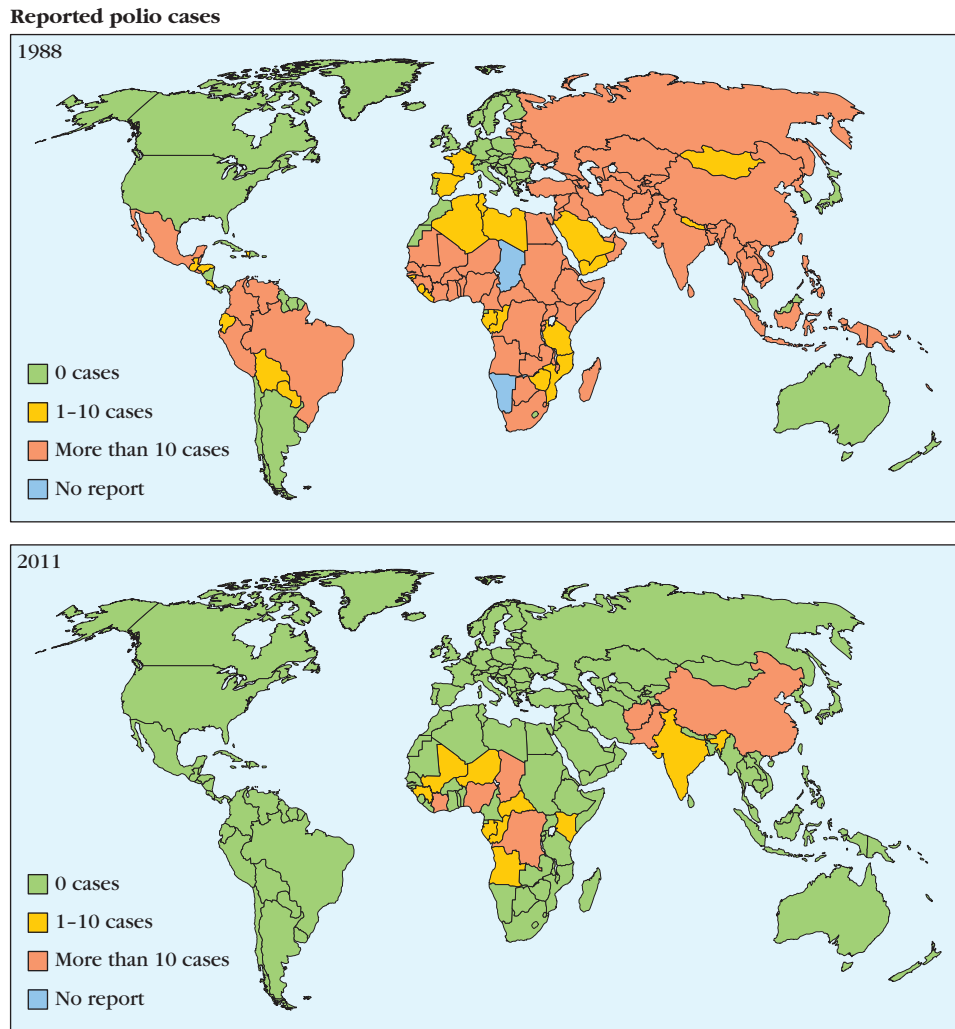 Reported polio cases
1988
0 cases
1–10 cases
More than 10 cases
No report
2011
0 cases
1–10 cases
More than 10 cases
No report